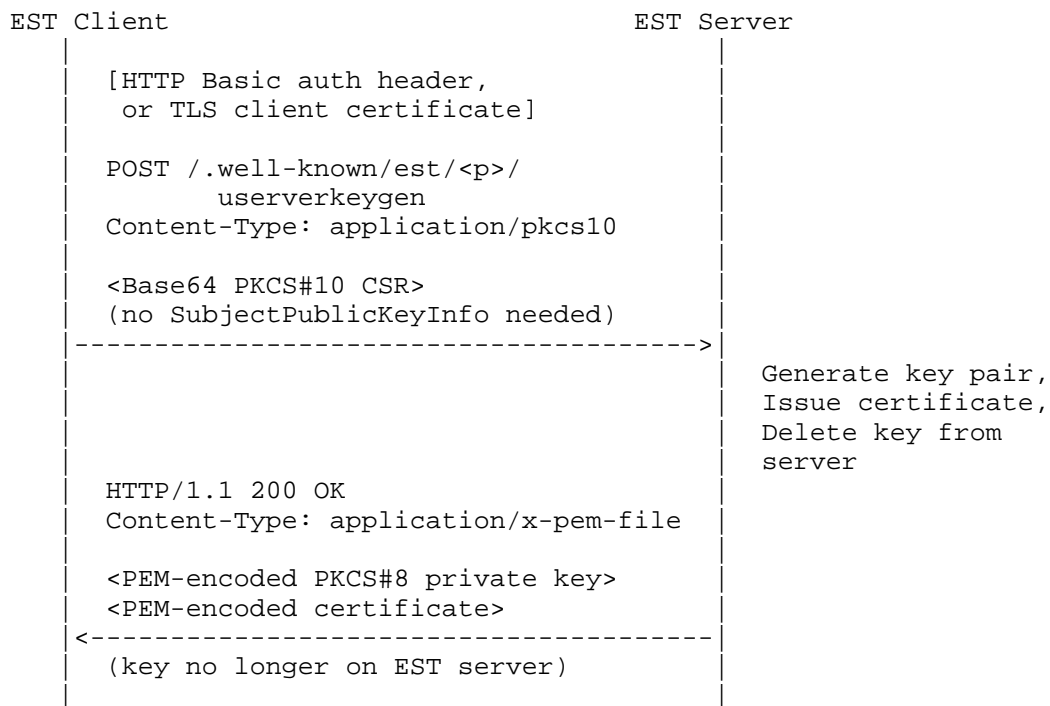 EST Client EST Server
[HTTP Basic auth header,
or TLS client certificate]
POST /.well-known/est/<p>/
userverkeygen
Content-Type: application/pkcs10
<Base64 PKCS#10 CSR>
(no SubjectPublicKeyInfo needed)
Generate key pair,
Issue certificate,
Delete key from
server
HTTP/1.1 200 OK
Content-Type: application/x-pem-file
<PEM-encoded PKCS#8 private key>
<PEM-encoded certificate>
(key no longer on EST server)